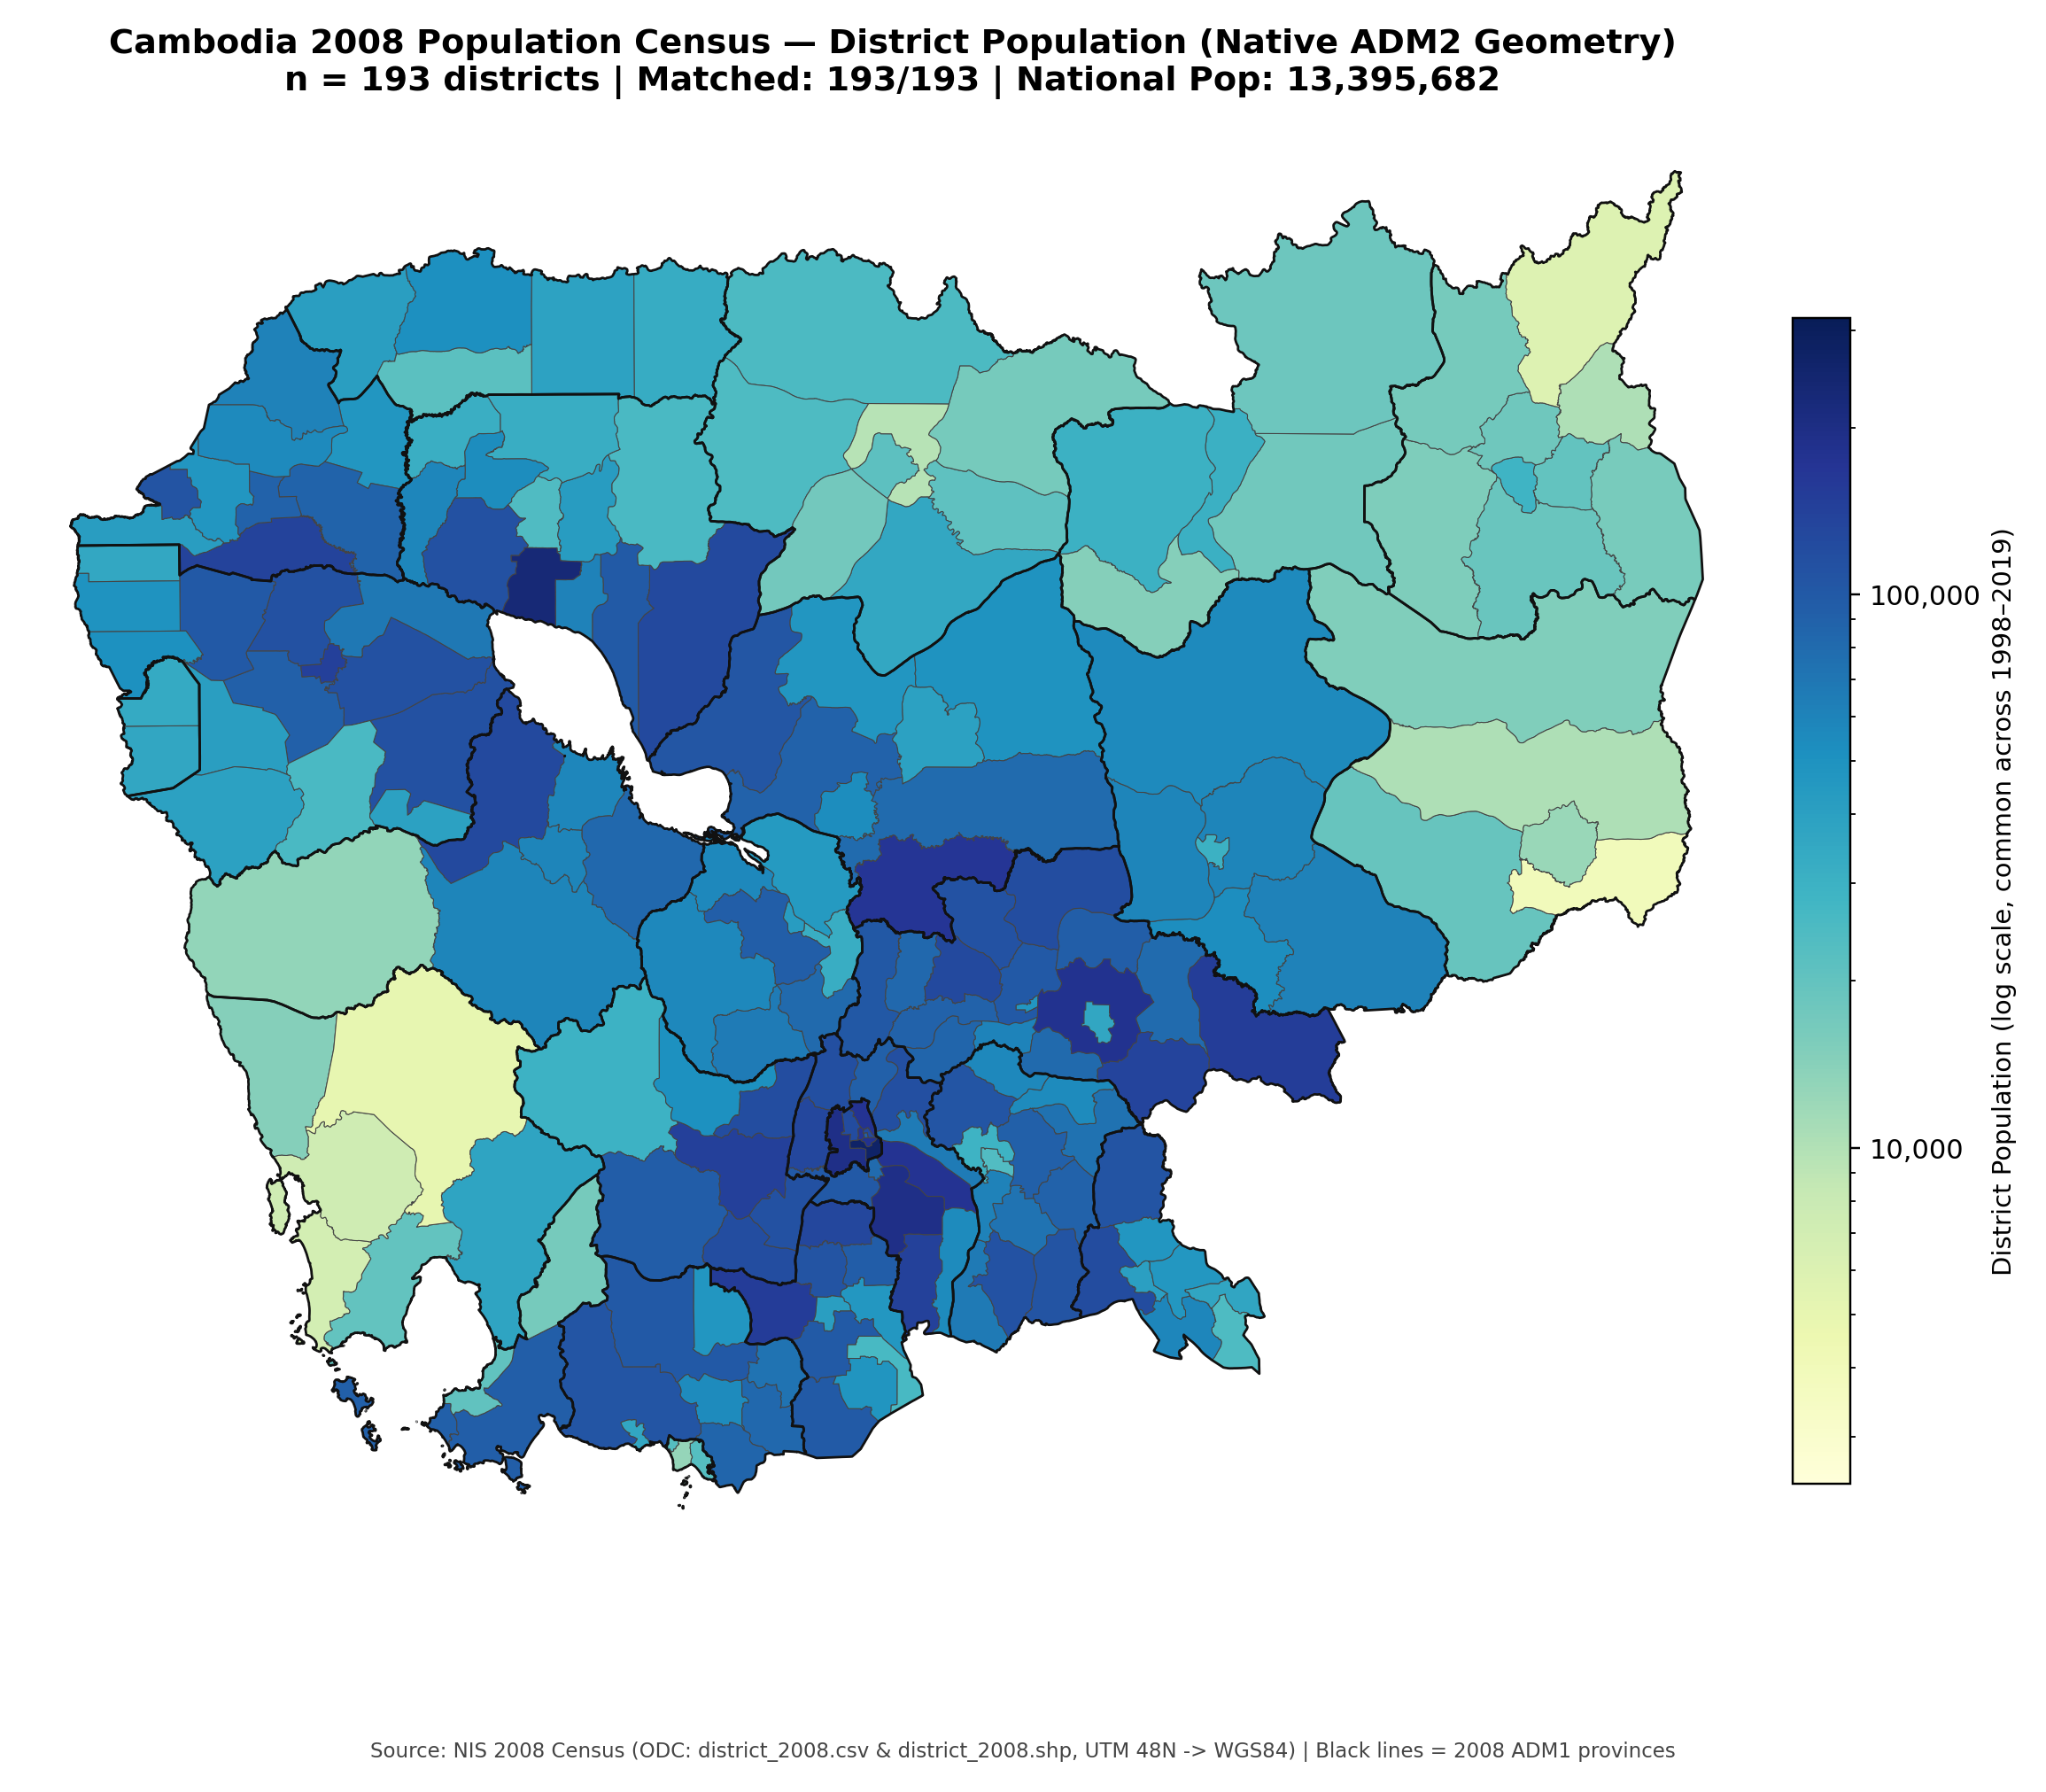 Cambodia 2008 Population Census — District Population (Native ADM2 Geometry)
n = 193 districts | Matched: 193/193 | National Pop: 13,395,682
100,000
10,000
District Population (log scale, common across 1998–2019)
Source: NIS 2008 Census (ODC: district_2008.csv & district_2008.shp, UTM 48N -> WGS84) | Black lines = 2008 ADM1 provinces